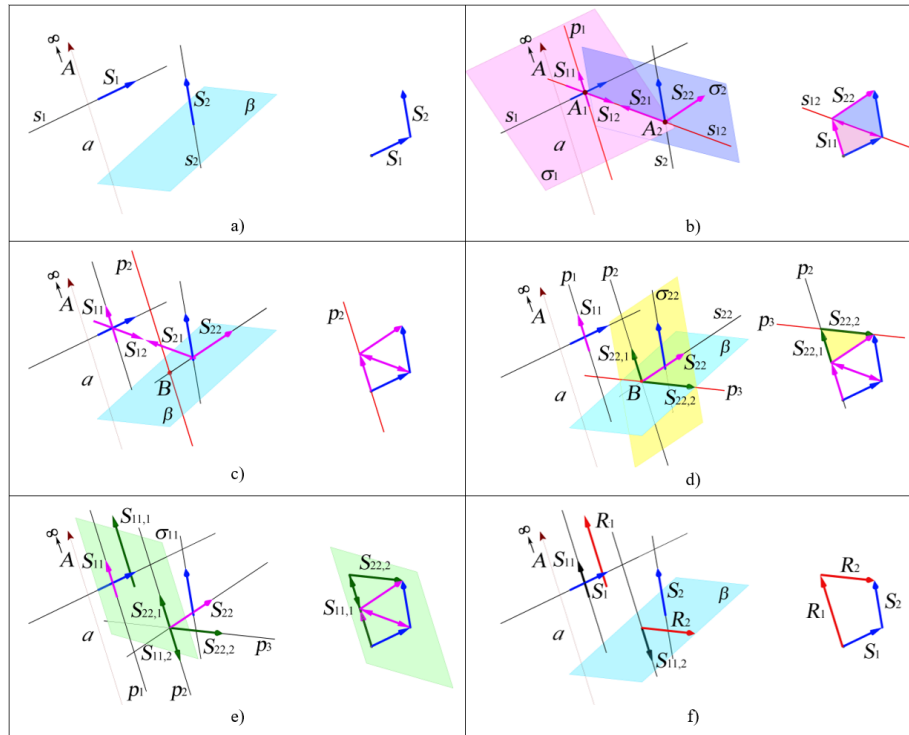 ∞
A
S1
s1
a
S2
β
s2
S2
S1
a)
∞
A
p1
S11
s1
A1
S12
S21
S22
σ2
A2
s12
a
s2
σ1
s12
S22
S11
b)
∞
A
p2
S11
S12
S21
S22
a
B
β
p2
c)
∞
A
p1
p2
S11
σ22
s22
S22,1
S22
β
a
B
S22,2
p3
p2
p3
S22,2
S22,1
d)
∞
A
S11,1
S11
σ11
S22,1
S22
a
S11,2
S22,2
p3
p1
p2
S22,2
S11,1
e)
∞
A
R1
S11
S1
S2
β
a
R2
S11,2
R2
R1
S2
S1
f)